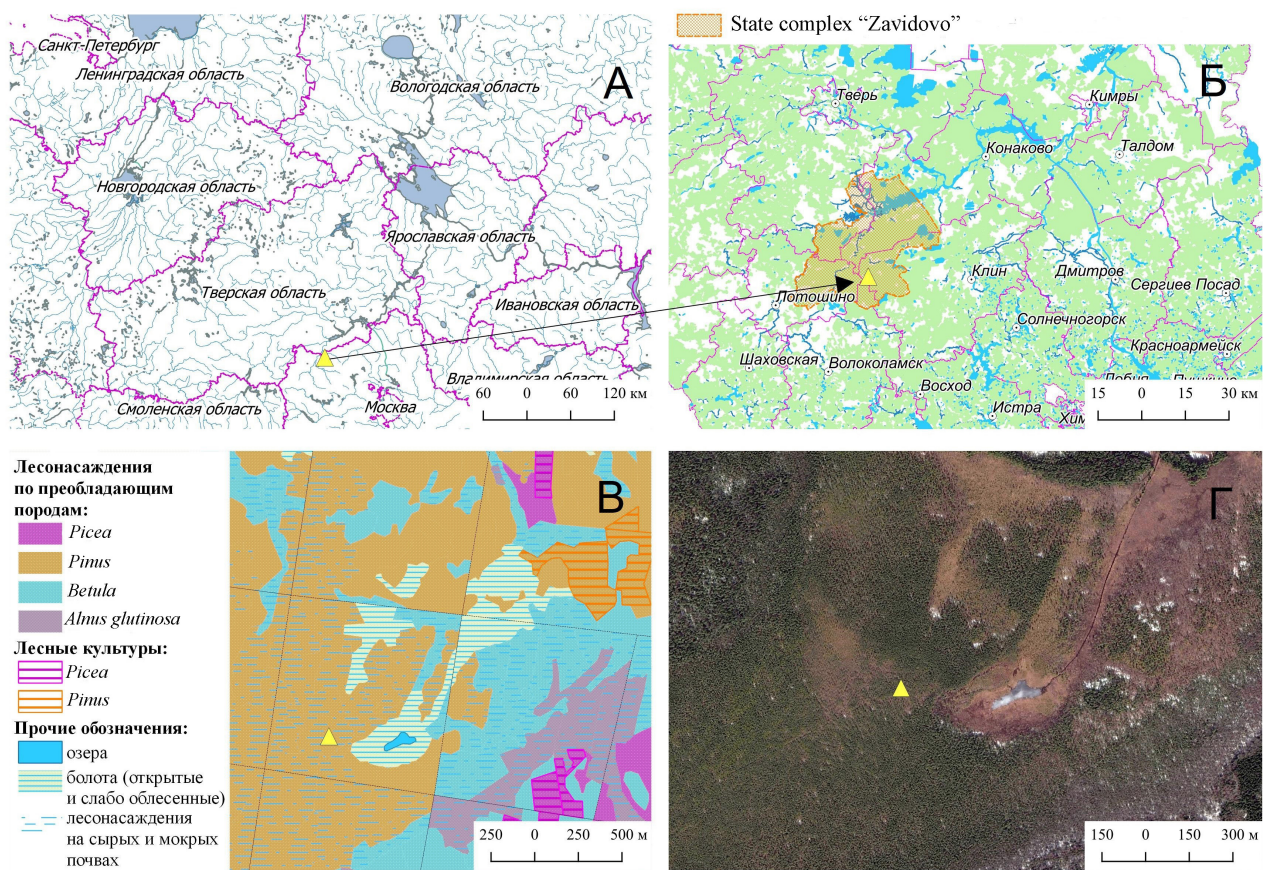 State complex “Zavidovo”
А
Санкт-Петербург
Ленинградская область
Вологодская область
Новгородская область
Ярославская область
Тверская область
Ивановская область
Владимирская область
Смоленская область
Москва
60 0 60 120 км
Б
Тверь
Кимры
Талдом
Конаково
Клин
Дмитров
Сергиев Посад
Лотошино
Солнечногорск
Красноармейск
Шаховская
Волоколамск
Восход
Истра
Хим
15 0 15 30 км
Лесонасаждения
по преобладающим
породам:
Picea
Pinus
Betula
Alnus glutinosa
Лесные культуры:
Picea
Pinus
Прочие обозначения:
озера
болота (открытые
и слабо облесенные)
лесонасаждения
на сырых и мокрых
почвах
В
250 0 250 500 м
Г
150 0 150 300 м